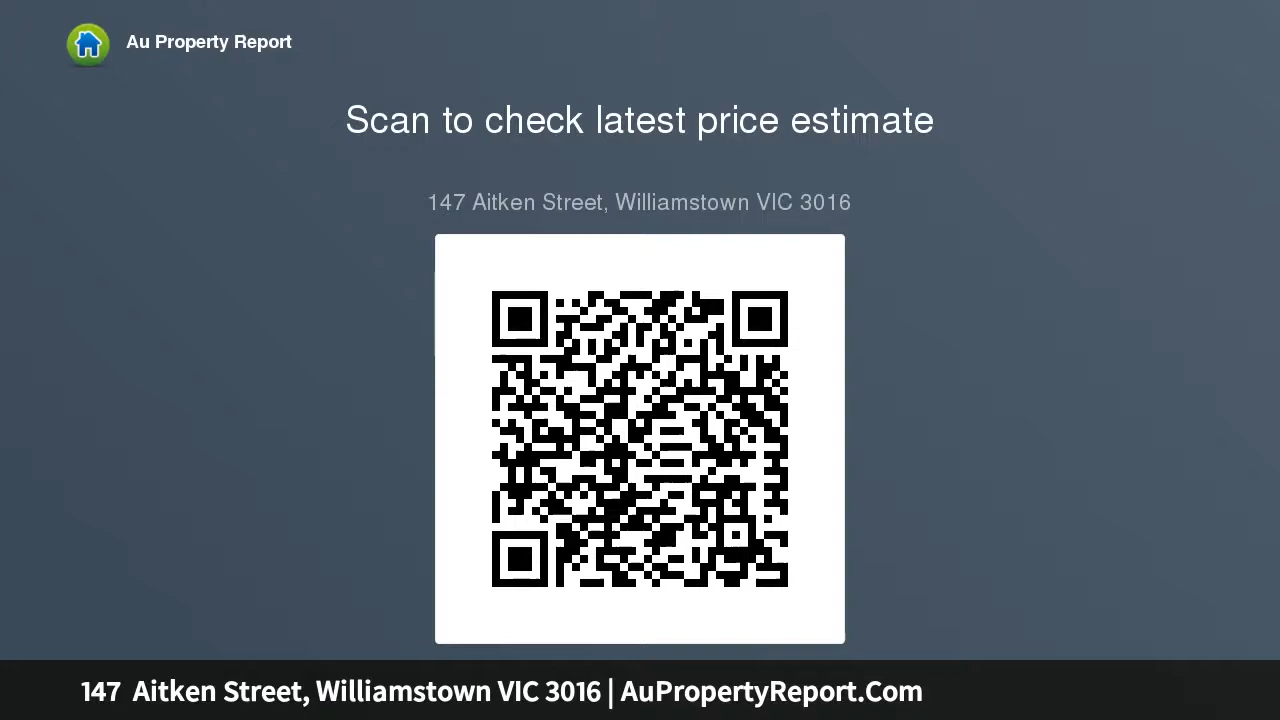 Au Property Report
Scan to check latest price estimate
147 Aitken Street, Williamstown VIC 3016
147  Aitken Street, Williamstown VIC 3016 | AuPropertyReport.Com